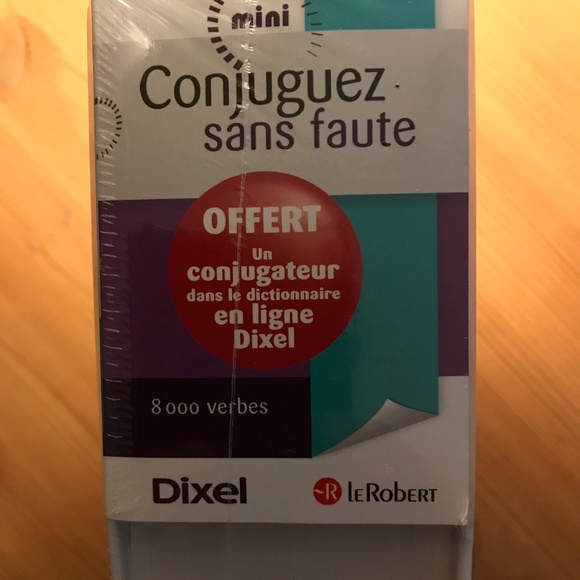 mini
Conjuguez
sans faute
OFFERT
Un
conjugateur
dans le dictionnaire
en ligne
Dixel
8 000 verbes
Dixel
R LE ROBERT